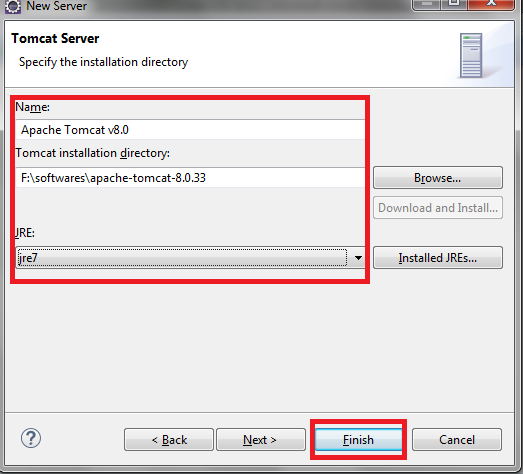 New Server
Tomcat Server
Specify the installation directory
Name:
Apache Tomcat v8.0
Tomcat installation directory:
F:\softwares\apache-tomcat-8.0.33
Browse...
Download and Install...
JRE:
jre7
Installed JREs...
?
< Back
Next >
Finish
Cancel